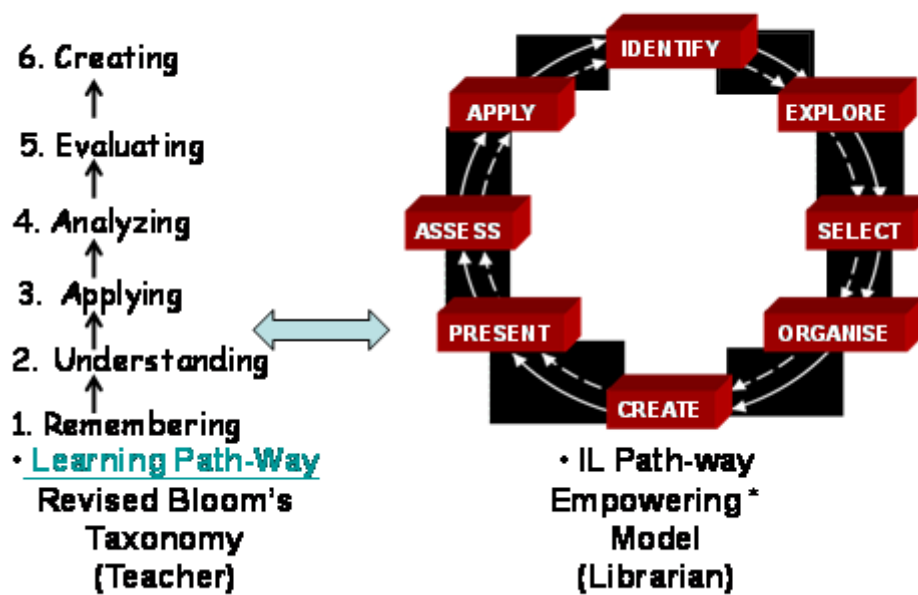 6. Creating
5. Evaluating
4. Analyzing
3. Applying
2. Understanding
1. Remembering
• Learning Path-Way
Revised Bloom's
Taxonomy
(Teacher)
IDENTIFY
EXPLORE
SELECT
ORGANISE
CREATE
PRESENT
ASSESS
APPLY
• IL Path-way
Empowering *
Model
(Librarian)